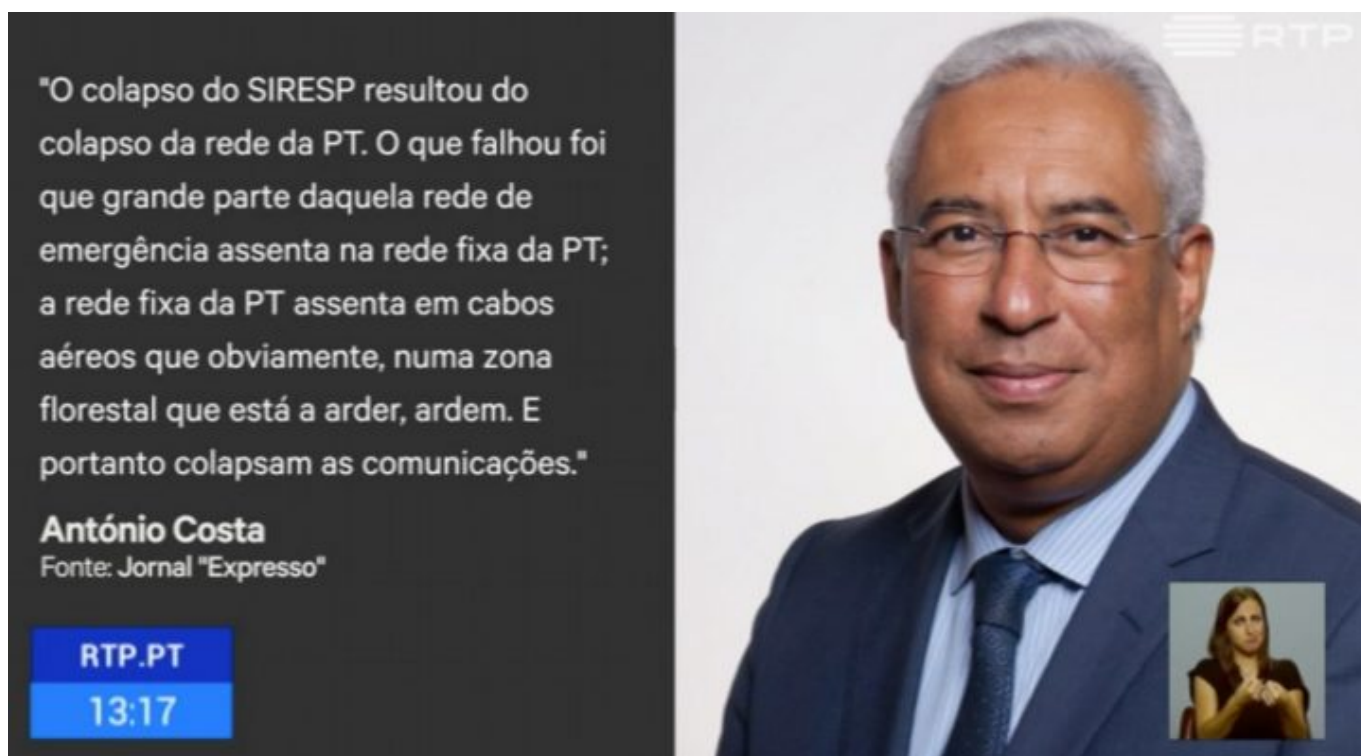 RTP
"O colapso do SIRESP resultou do
colapso da rede da PT. O que falhou foi
que grande parte daquela rede de
emergência assenta na rede fixa da PT;
a rede fixa da PT assenta em cabos
aéreos que obviamente, numa zona
florestal que está a arder, ardem. E
portanto colapsam as comunicações."
António Costa
Fonte: Jornal "Expresso"
RTP.PT
13:17